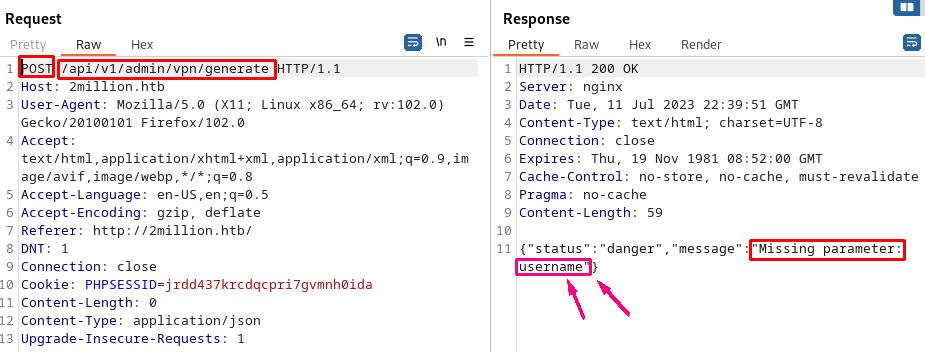 Request
Pretty Raw Hex
\n
1 POST /api/v1/admin/vpn/generate HTTP/1.1
2 Host: 2million.htb
3 User-Agent: Mozilla/5.0 (X11; Linux x86_64; rv:102.0)
Gecko/20100101 Firefox/102.0
4 Accept:
text/html,application/xhtml+xml,application/xml;q=0.9,im
age/avif,image/webp,*/*;q=0.8
5 Accept-Language: en-US,en;q=0.5
6 Accept-Encoding: gzip, deflate
7 Referer: http://2million.htb/
8 DNT: 1
9 Connection: close
10 Cookie: PHPSESSID=jrdd437krcdqcpri7gvmnh0ida
11 Content-Length: 0
12 Content-Type: application/json
13 Upgrade-Insecure-Requests: 1
Response
Pretty Raw Hex Render
1 HTTP/1.1 200 OK
2 Server: nginx
3 Date: Tue, 11 Jul 2023 22:39:51 GMT
4 Content-Type: text/html; charset=UTF-8
5 Connection: close
6 Expires: Thu, 19 Nov 1981 08:52:00 GMT
7 Cache-Control: no-store, no-cache, must-revalidate
8 Pragma: no-cache
9 Content-Length: 59
10
11 {"status":"danger","message":"Missing parameter:
username"}